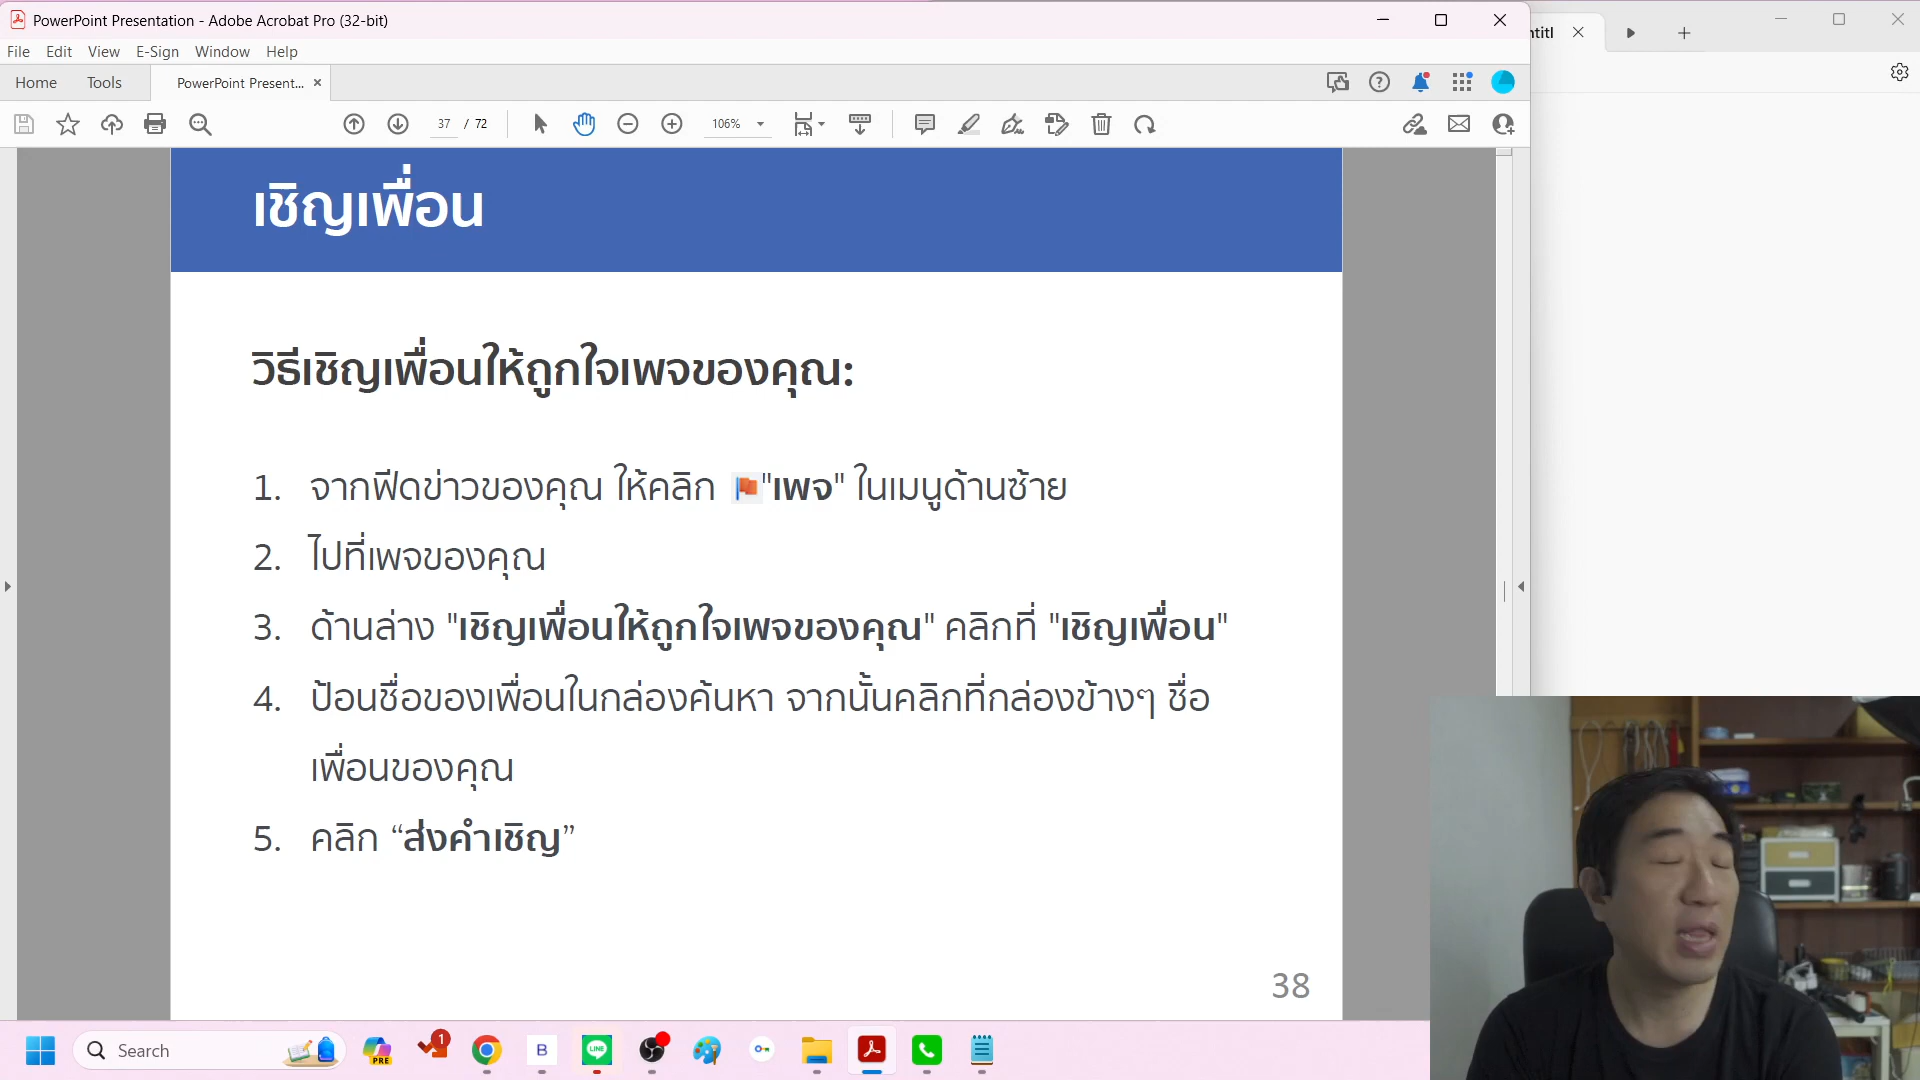 PowerPoint Presentation - Adobe Acrobat Pro (32-bit)
File Edit View E-Sign Window Help
Home Tools PowerPoint Present...
37 / 72 106%
เชิญเพื่อน
วิธีเชิญเพื่อนให้ถูกใจเพจของคุณ:
1. จากฟีดข่าวของคุณ ให้คลิก "เพจ" ในเมนูด้านซ้าย
2. ไปที่เพจของคุณ
3. ด้านล่าง "เชิญเพื่อนให้ถูกใจเพจของคุณ" คลิกที่ "เชิญเพื่อน"
4. ป้อนชื่อของเพื่อนในกล่องค้นหา จากนั้นคลิกที่กล่องข้างๆ ชื่อ
เพื่อนของคุณ
5. คลิก “ส่งคำเชิญ”
38
Search
PRE
1
B